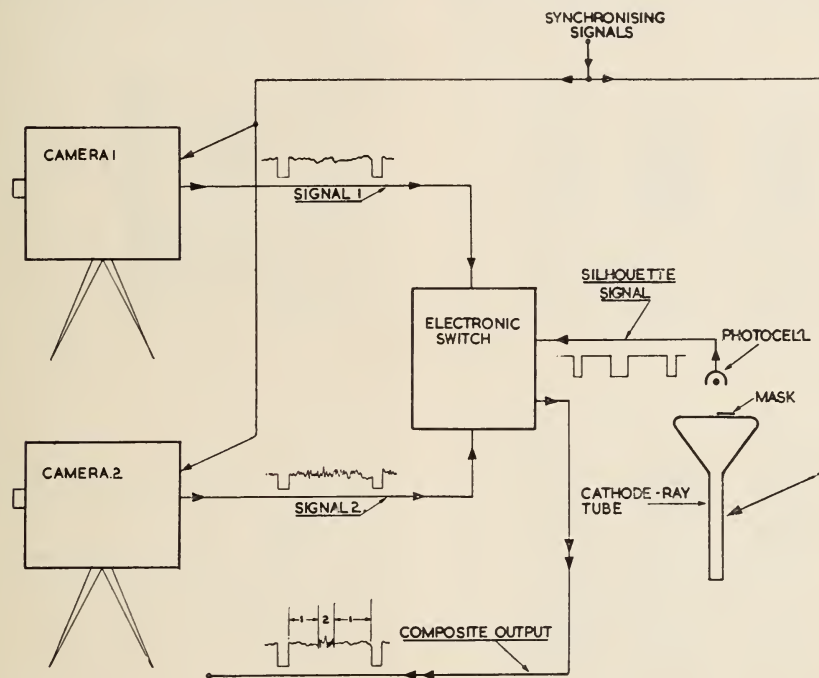 SYNCHRONISING
SIGNALS
CAMERA 1
SIGNAL 1
SILHOUETTE
SIGNAL
ELECTRONIC
SWITCH
PHOTOCELL
MASK
CAMERA.2
SIGNAL 2.
CATHODE-RAY
TUBE
1 2 1
COMPOSITE OUTPUT